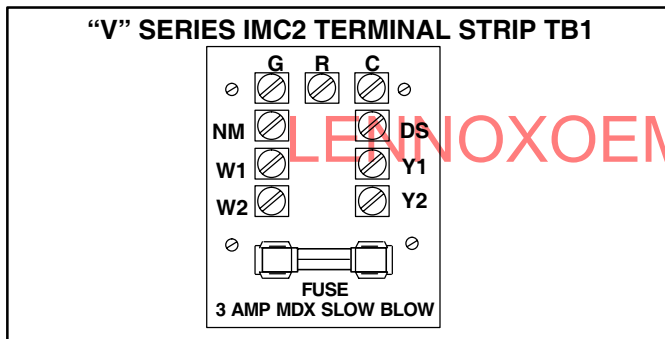 “V” SERIES IMC2 TERMINAL STRIP TB1
G R C
NM DS
LENNOXOEM
W1 Y1
W2 Y2
FUSE
3 AMP MDX SLOW BLOW